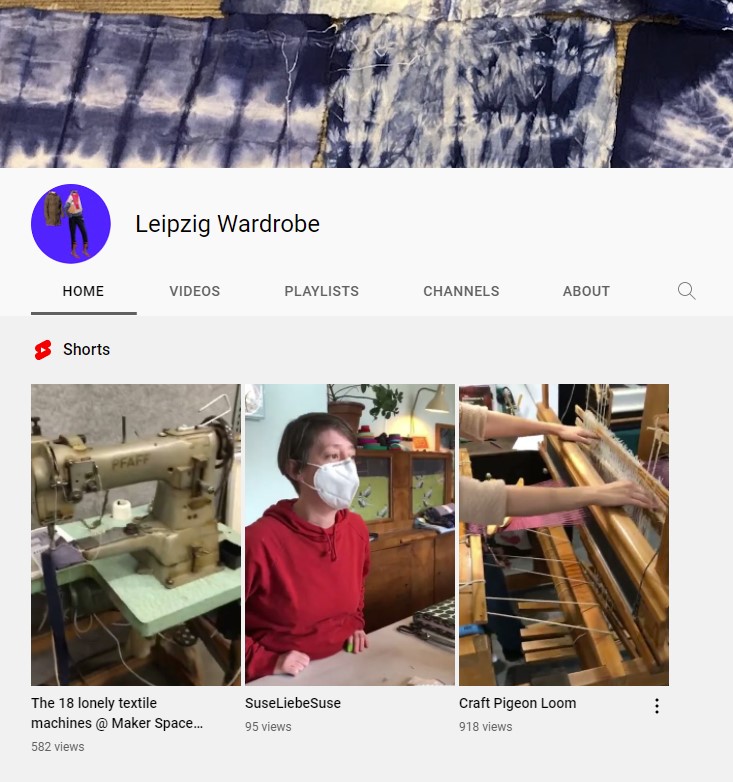 Leipzig Wardrobe
HOME VIDEOS PLAYLISTS CHANNELS ABOUT
Shorts
PFAFF
The 18 lonely textile
machines @ Maker Space...
582 views
SuseLiebeSuse
95 views
Craft Pigeon Loom
918 views